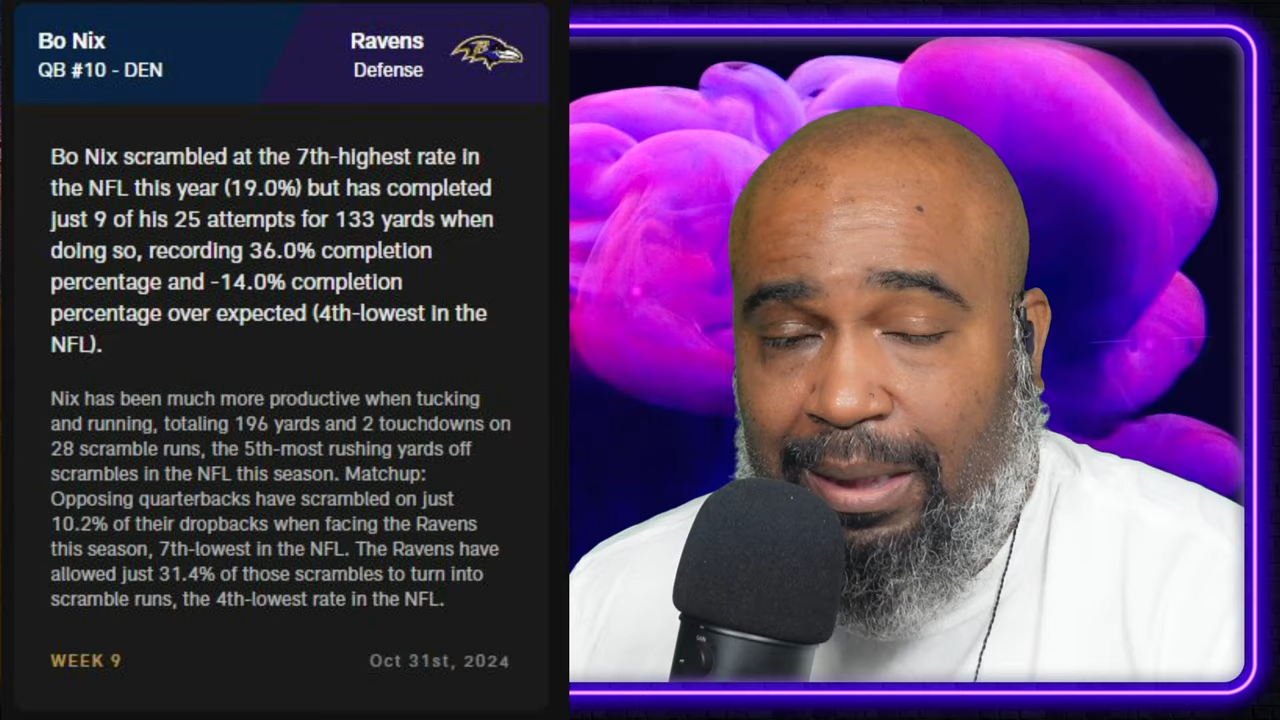 Bo Nix
QB #10 - DEN
Ravens
Defense
Bo Nix scrambled at the 7th-highest rate in
the NFL this year (19.0%) but has completed
just 9 of his 25 attempts for 133 yards when
doing so, recording 36.0% completion
percentage and -14.0% completion
percentage over expected (4th-lowest in the
NFL).
Nix has been much more productive when tucking
and running, totaling 196 yards and 2 touchdowns on
28 scramble runs, the 5th-most rushing yards off
scrambles in the NFL this season. Matchup:
Opposing quarterbacks have scrambled on just
10.2% of their dropbacks when facing the Ravens
this season, 7th-lowest in the NFL. The Ravens have
allowed just 31.4% of those scrambles to turn into
scramble runs, the 4th-lowest rate in the NFL.
WEEK 9
Oct 31st, 2024